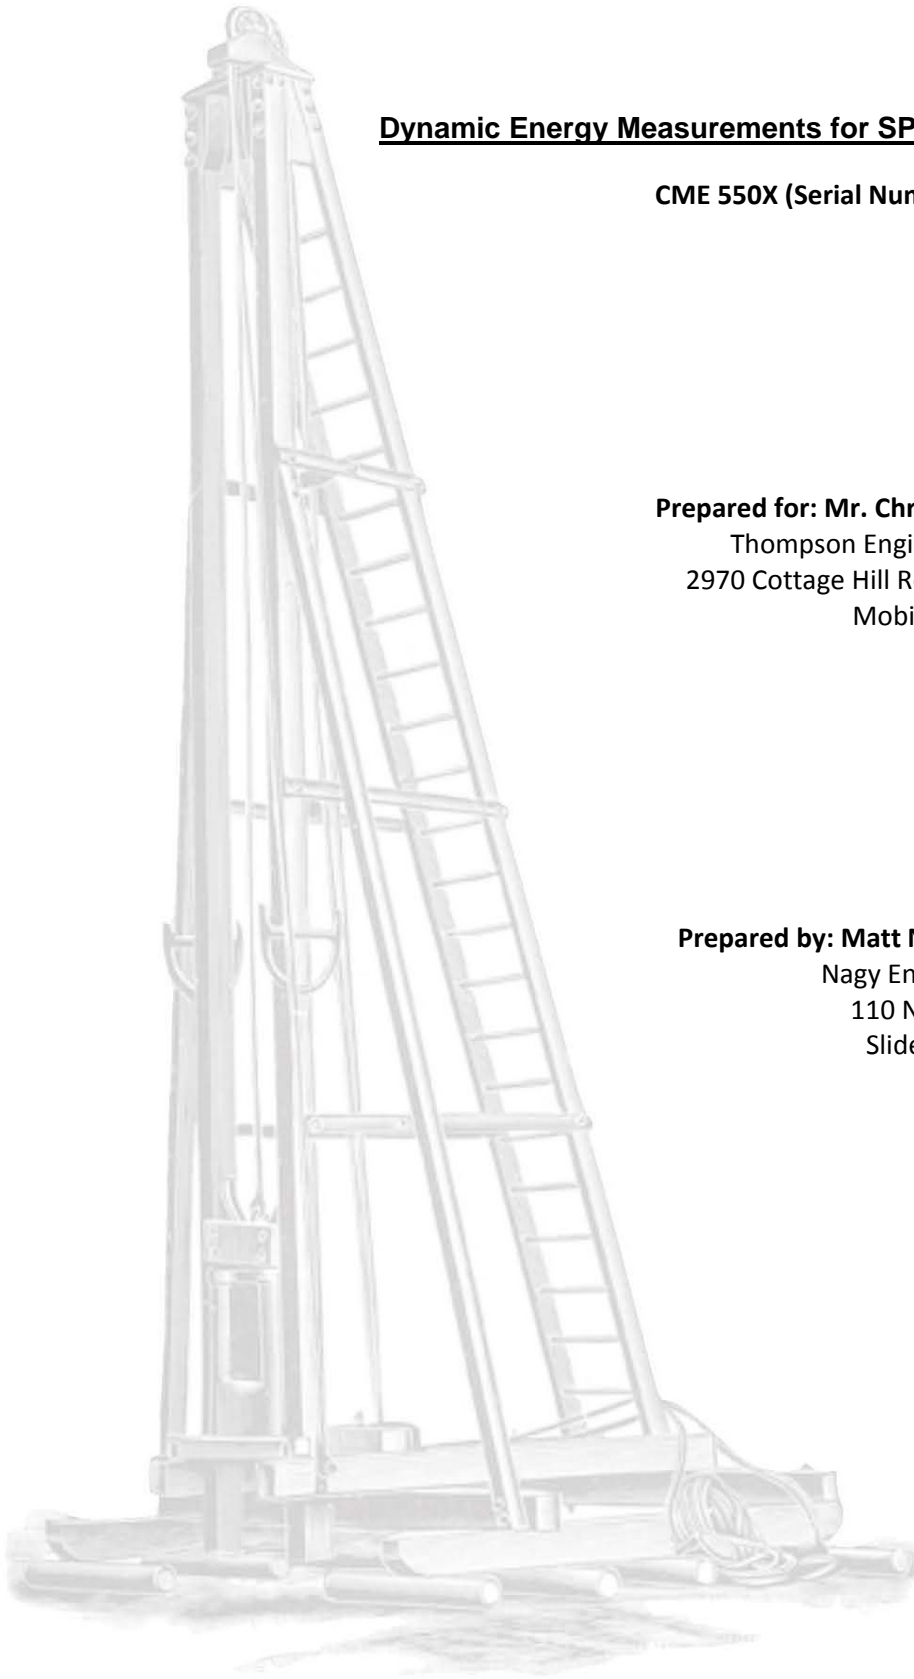 Dynamic Energy Measurements for SP
CME 550X (Serial Nun
Prepared for: Mr. Chr
Thompson Engi
2970 Cottage Hill R
Mobi
Prepared by: Matt N
Nagy En
110 N
Slide